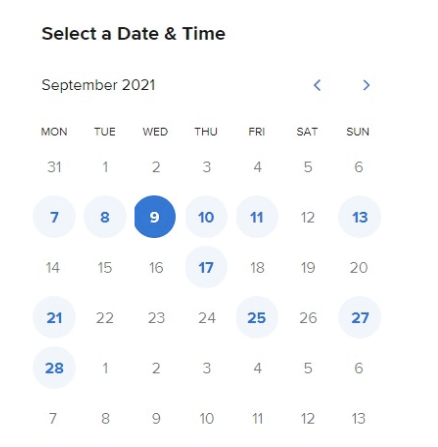 Select a Date & Time
September 2021
MON TUE WED THU FRI SAT SUN
31 1 2 3 4 5 6
7 8 9 10 11 12 13
14 15 16 17 18 19 20
21 22 23 24 25 26 27
28 1 2 3 4 5 6
7 8 9 10 11 12 13